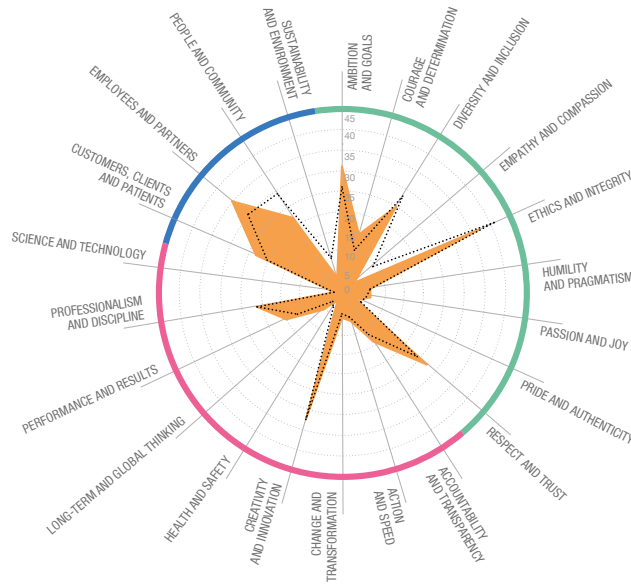 AMBITION
AND GOALS
COURAGE
AND DETERMINATION
DIVERSITY AND INCLUSION
EMPATHY AND COMPASSION
ETHICS AND INTEGRITY
HUMILITY
AND PRAGMATISM
PASSION AND JOY
PRIDE AND AUTHENTICITY
RESPECT AND TRUST
ACCOUNTABILITY
AND TRANSPARENCY
ACTION
AND SPEED
CHANGE AND
TRANSFORMATION
CREATIVITY
AND INNOVATION
HEALTH AND SAFETY
LONG-TERM AND GLOBAL THINKING
PERFORMANCE AND RESULTS
PROFESSIONALISM
AND DISCIPLINE
SCIENCE AND TECHNOLOGY
CUSTOMERS, CLIENTS
AND PATIENTS
EMPLOYEES AND PARTNERS
PEOPLE AND COMMUNITY
SUSTAINABILITY
AND ENVIRONMENT
45
40
35
30
25
20
15
10
5
0